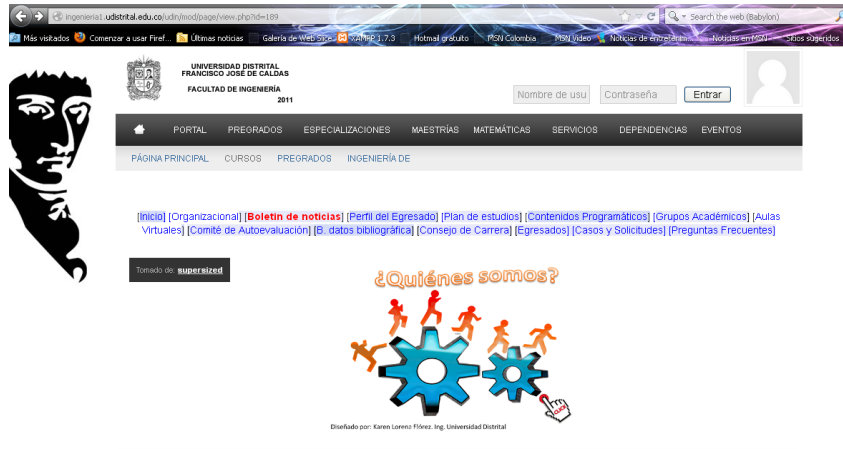 ingenieria1.udistrital.edu.co/udin/mod/page/view.php?id=189
Search the web (Babylon)
Más visitados Comenzar a usar Firef... Últimas noticias Galería de Web Slice XAMPP 1.7.3 Hotmail gratuito MSN Colombia MSN Video Noticias de entretenim... Noticias en MSN Sitios sugeridos
UNIVERSIDAD DISTRITAL
FRANCISCO JOSÉ DE CALDAS
FACULTAD DE INGENIERÍA
2011
Nombre de usu Contraseña Entrar
PORTAL PREGRADOS ESPECIALIZACIONES MAESTRÍAS MATEMÁTICAS SERVICIOS DEPENDENCIAS EVENTOS
PÁGINA PRINCIPAL CURSOS PREGRADOS INGENIERÍA DE
[Inicio] [Organizacional] [Boletin de noticias] [Perfil del Egresado] [Plan de estudios] [Contenidos Programáticos] [Grupos Académicos] [Aulas
Virtuales] [Comité de Autoevaluación] [B. datos bibliográfica] [Consejo de Carrera] [Egresados] [Casos y Solicitudes] [Preguntas Frecuentes]
Tomado de: supersized
¿Quiénes somos?
CLICK
Diseñado por: Karen Lorena Flórez. Ing. Universidad Distrital